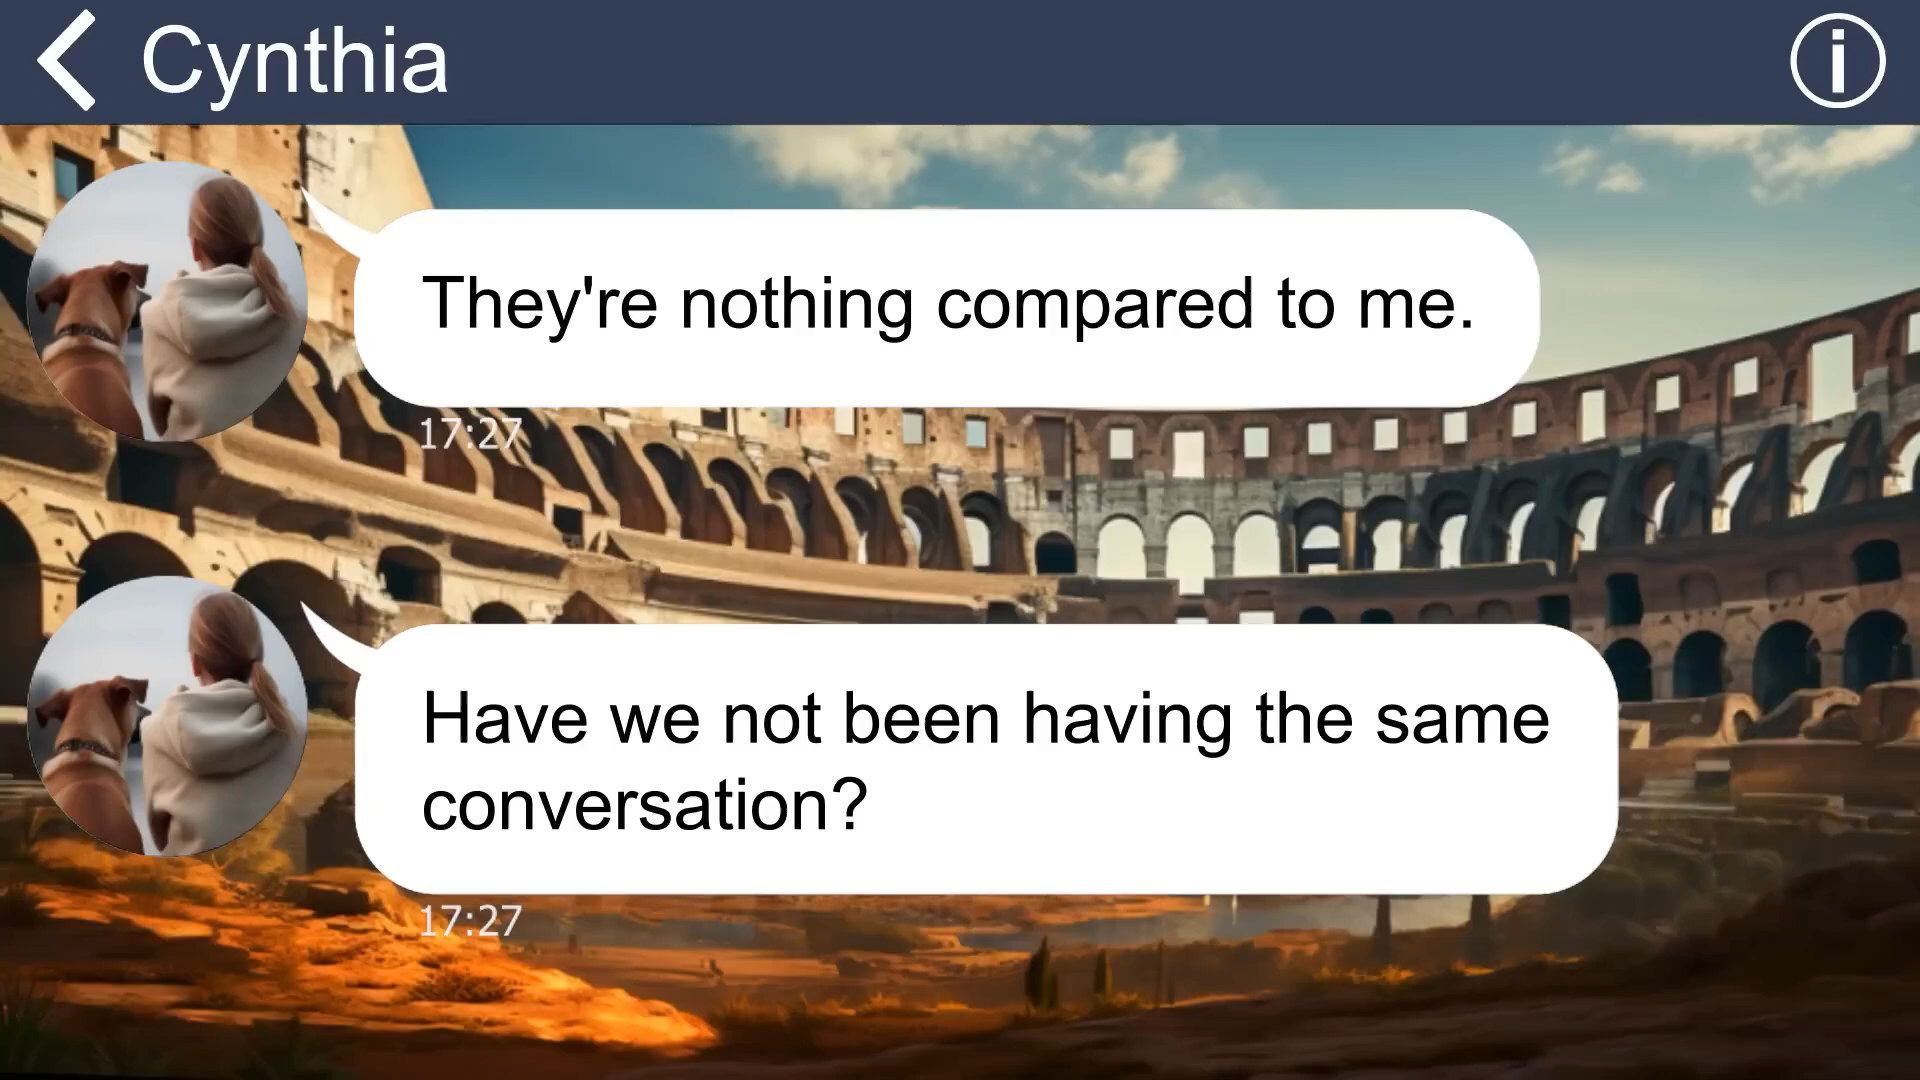 Cynthia
They're nothing compared to me.
17:27
Have we not been having the same
conversation?
17:27